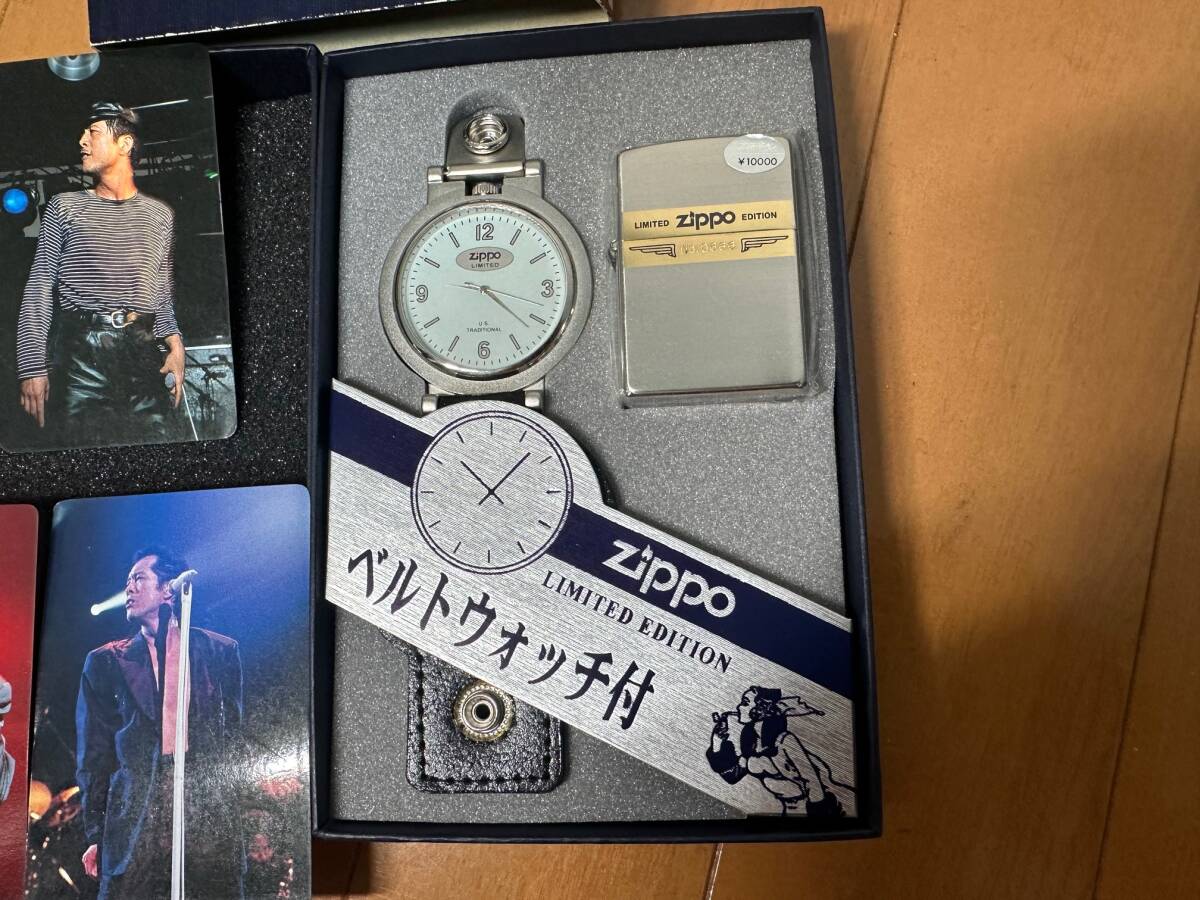 12
zippo
LIMITED
9
3
U.S.
TRADITIONAL
6
¥10000
LIMITED zippo EDITION
zippo
LIMITED EDITION
ベルトウォッチ付